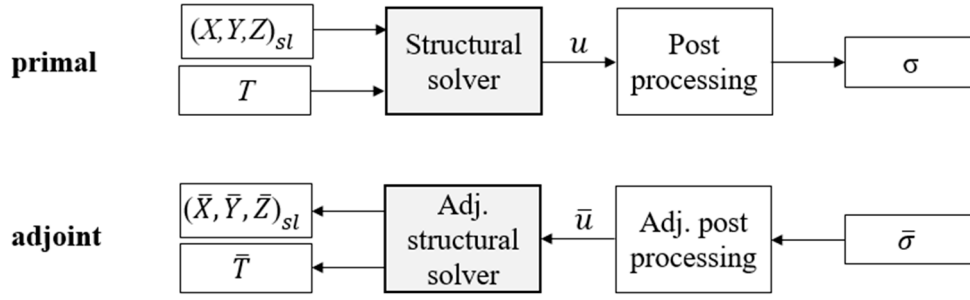 primal
(X,Y,Z)sl
T
Structural
solver
u
Post
processing
σ
adjoint
(X̄,Ȳ,Z̄)sl
T̄
Adj.
structural
solver
ū
Adj. post
processing
σ̄